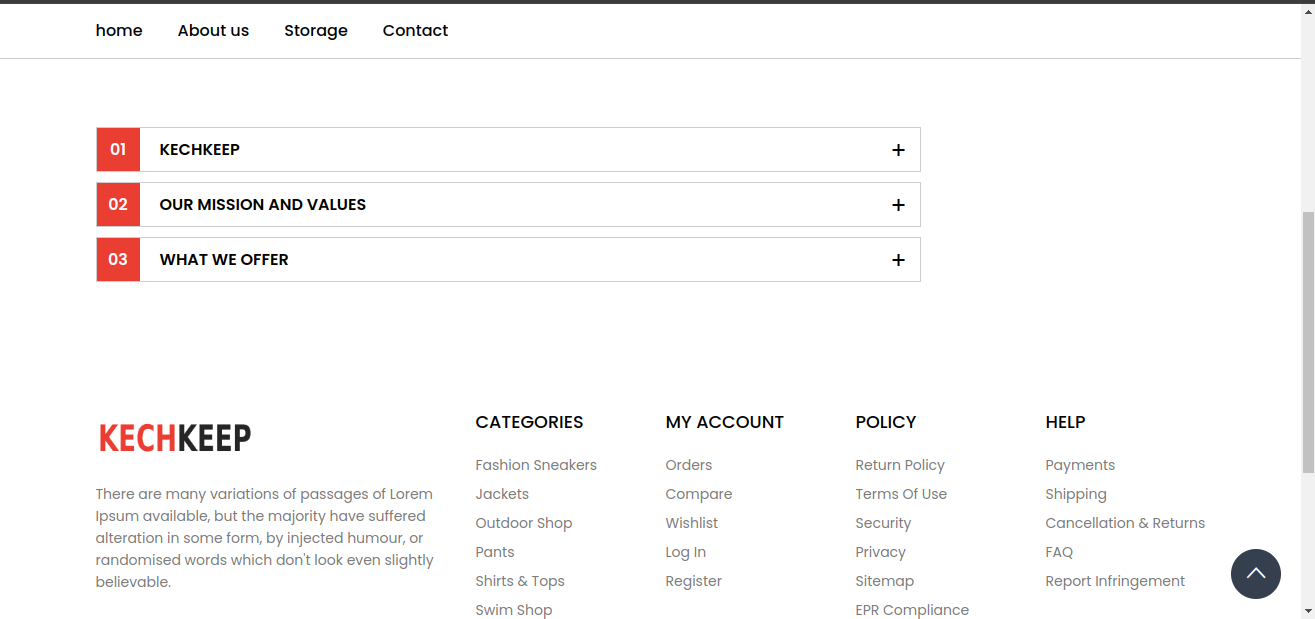 home About us Storage Contact
01 KECHKEEP +
02 OUR MISSION AND VALUES +
03 WHAT WE OFFER +
KECHKEEP
There are many variations of passages of Lorem
Ipsum available, but the majority have suffered
alteration in some form, by injected humour, or
randomised words which don't look even slightly
believable.
CATEGORIES
Fashion Sneakers
Jackets
Outdoor Shop
Pants
Shirts & Tops
Swim Shop
MY ACCOUNT
Orders
Compare
Wishlist
Log In
Register
POLICY
Return Policy
Terms Of Use
Security
Privacy
Sitemap
EPR Compliance
HELP
Payments
Shipping
Cancellation & Returns
FAQ
Report Infringement